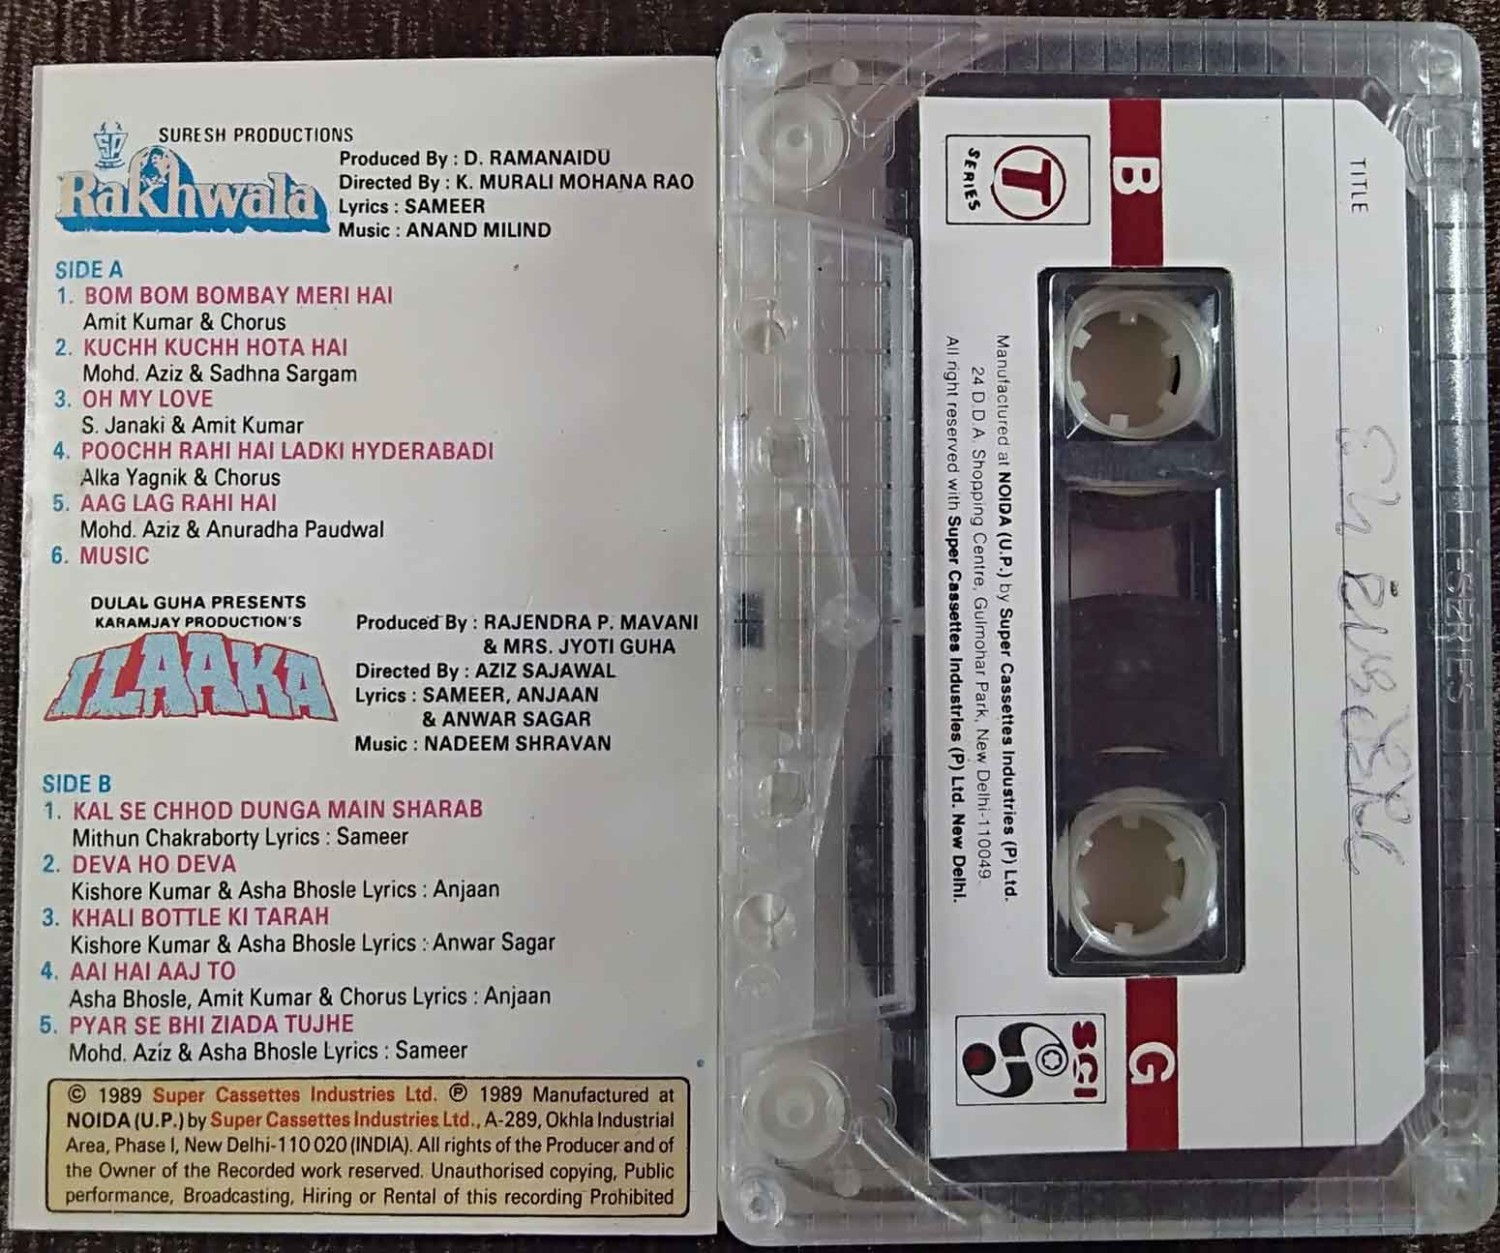 SURESH PRODUCTIONS
SP
Rakhwala
Produced By : D. RAMANAIDU
Directed By : K. MURALI MOHANA RAO
Lyrics : SAMEER
Music : ANAND MILIND
SIDE A
1. BOM BOM BOMBAY MERI HAI
Amit Kumar & Chorus
2. KUCHH KUCHH HOTA HAI
Mohd. Aziz & Sadhna Sargam
3. OH MY LOVE
S. Janaki & Amit Kumar
4. POOCHH RAHI HAI LADKI HYDERABADI
Alka Yagnik & Chorus
5. AAG LAG RAHI HAI
Mohd. Aziz & Anuradha Paudwal
6. MUSIC
DULAL GUHA PRESENTS
KARAMJAY PRODUCTION'S
ILAAKA
Produced By : RAJENDRA P. MAVANI
& MRS. JYOTI GUHA
Directed By : AZIZ SAJAWAL
Lyrics : SAMEER, ANJAAN
& ANWAR SAGAR
Music : NADEEM SHRAVAN
SIDE B
1. KAL SE CHHOD DUNGA MAIN SHARAB
Mithun Chakraborty Lyrics : Sameer
2. DEVA HO DEVA
Kishore Kumar & Asha Bhosle Lyrics : Anjaan
3. KHALI BOTTLE KI TARAH
Kishore Kumar & Asha Bhosle Lyrics : Anwar Sagar
4. AAI HAI AAJ TO
Asha Bhosle, Amit Kumar & Chorus Lyrics : Anjaan
5. PYAR SE BHI ZIADA TUJHE
Mohd. Aziz & Asha Bhosle Lyrics : Sameer
© 1989 Super Cassettes Industries Ltd. ℗ 1989 Manufactured at
NOIDA (U.P.) by Super Cassettes Industries Ltd., A-289, Okhla Industrial
Area, Phase I, New Delhi-110 020 (INDIA). All rights of the Producer and of
the Owner of the Recorded work reserved. Unauthorised copying, Public
performance, Broadcasting, Hiring or Rental of this recording Prohibited
T
SERIES
B
TITLE
Manufactured at NOIDA (U.P.) by Super Cassettes Industries (P) Ltd.
24 D.D.A. Shopping Centre, Gulmohar Park, New Delhi-110049.
All right reserved with Super Cassettes Industries (P) Ltd. New Delhi.
SCI
G
T-SERIES